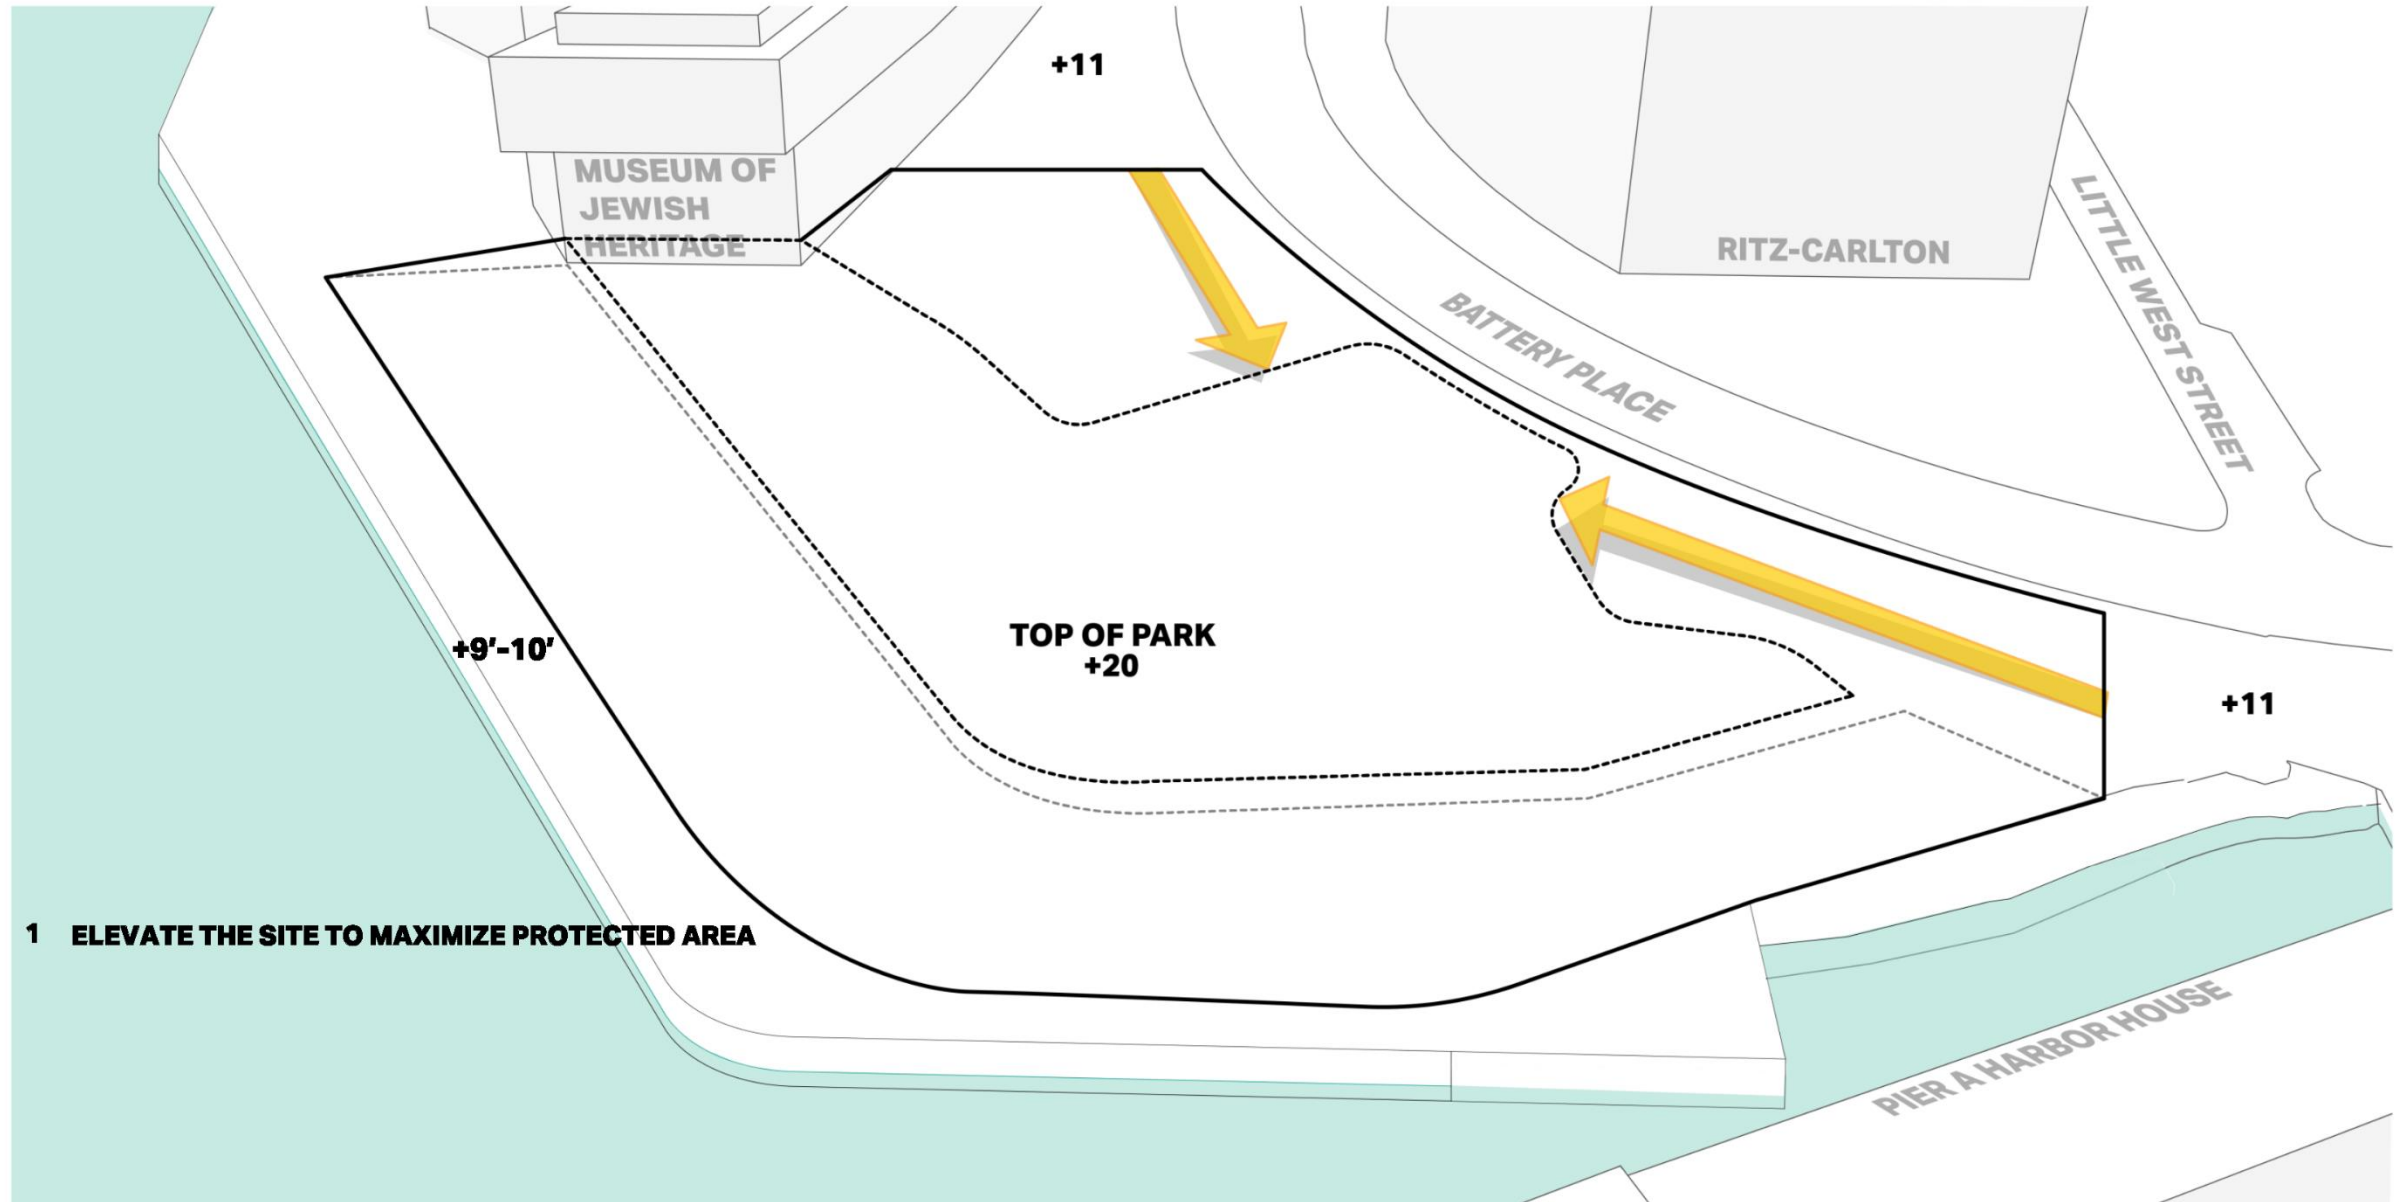 +11
MUSEUM OF
JEWISH
HERITAGE
RITZ-CARLTON
LITTLE WEST STREET
BATTERY PLACE
+9'-10'
TOP OF PARK
+20
+11
1 ELEVATE THE SITE TO MAXIMIZE PROTECTED AREA
PIER A HARBOR HOUSE